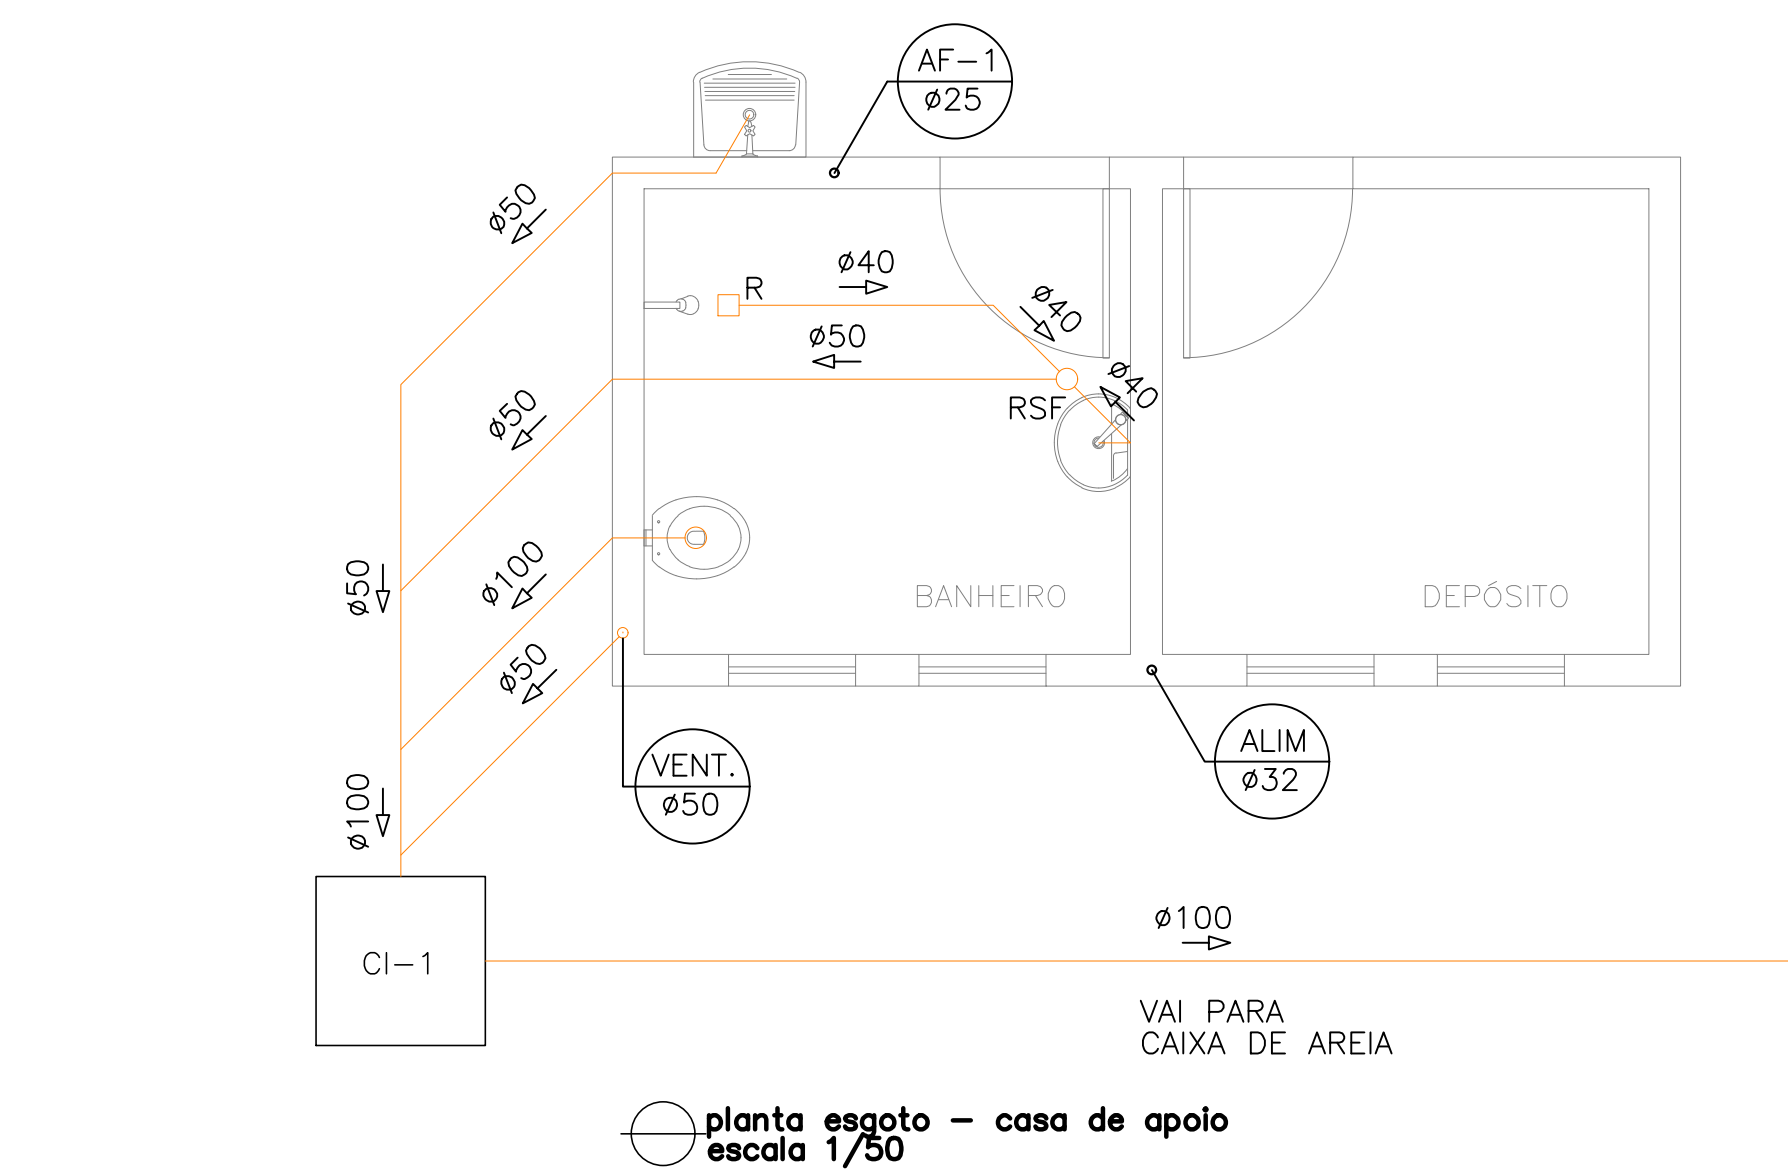 AF-1
ø25
ø50
R
ø40
ø40
ø50
ø40
RSF
ø50
ø100
ø50
BANHEIRO
DEPÓSITO
ø50
VENT.
ø50
ALIM
ø32
ø100
ø100
CI-1
VAI PARA
CAIXA DE AREIA
planta esgoto - casa de apoio
escala 1/50